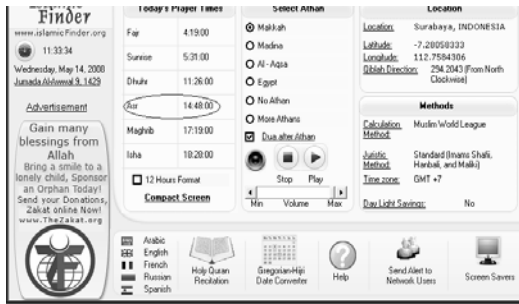 Islamic
Finder
www.islamicFinder.org
11:33:34
Wednesday, May 14, 2008
Jumada Al-Awwal 9, 1429
Advertisement
Gain many
blessings from
Allah
Bring a smile to a
lonely child, Sponsor
an Orphan Today!
Send your Donations,
Zakat online Now!
www.TheZakat.org
Today's Prayer Times
Fajr 4:19:00
Sunrise 5:31:00
Dhuhr 11:26:00
Asr 14:48:00
Maghrib 17:19:00
Isha 18:28:00
12 Hours Format
Compact Screen
Select Athan
Makkah
Madina
Al - Aqsa
Egypt
No Athan
More Athans
Dua after Athan
Stop Play
Min Volume Max
Location
Location: Surabaya, INDONESIA
Latitude: -7.28058333
Longitude: 112.7584306
Qiblah Direction: 294.2043 (From North
Clockwise)
Methods
Calculation Muslim World League
Method:
Juristic Standard (Imams Shafii,
Method: Hanbali, and Maliki)
Time zone: GMT +7
Day Light Savings: No
Arabic
English
French
Russian
Spanish
Holy Quran
Recitation
Gregorian-Hijri
Date Converter
Help
Send Alert to
Network Users
Screen Savers